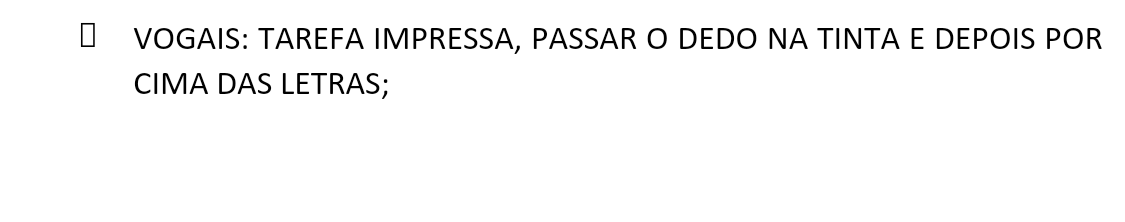 VOGAIS: TAREFA IMPRESSA, PASSAR O DEDO NA TINTA E DEPOIS POR
CIMA DAS LETRAS;